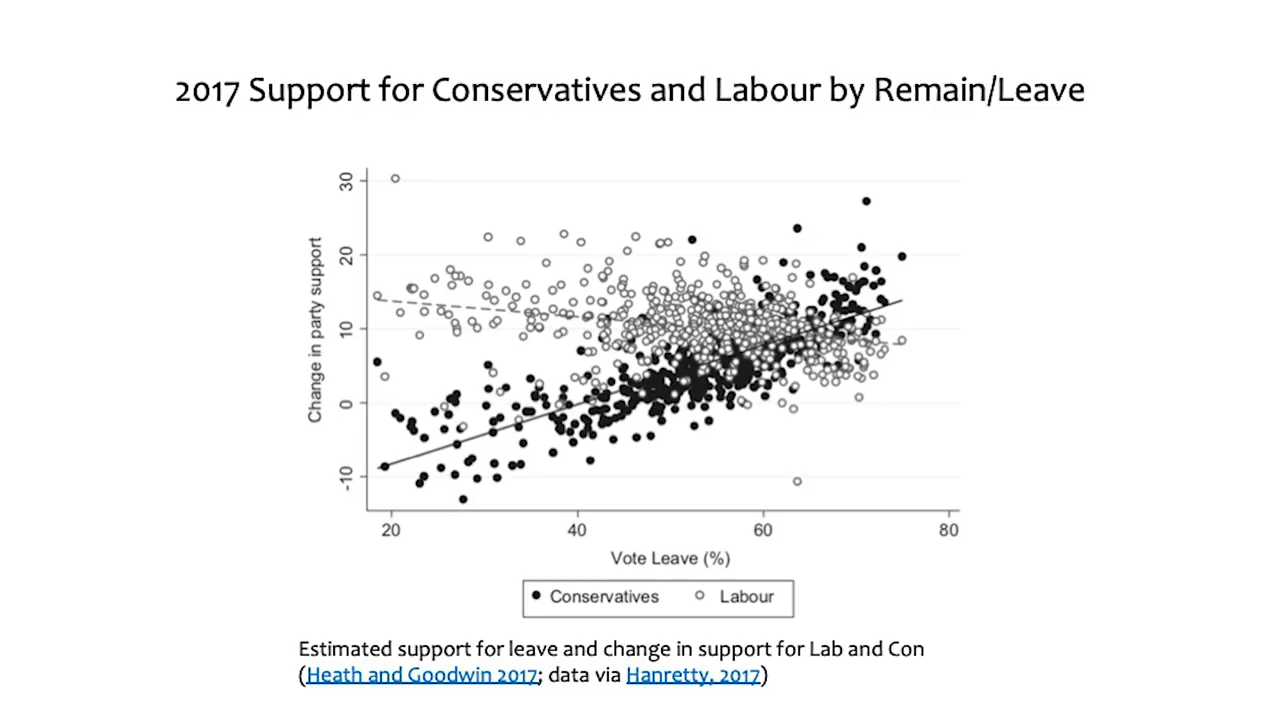 2017 Support for Conservatives and Labour by Remain/Leave
30
20
10
0
-10
Change in party support
20 40 60 80
Vote Leave (%)
Conservatives Labour
Estimated support for leave and change in support for Lab and Con
(Heath and Goodwin 2017; data via Hanretty, 2017)